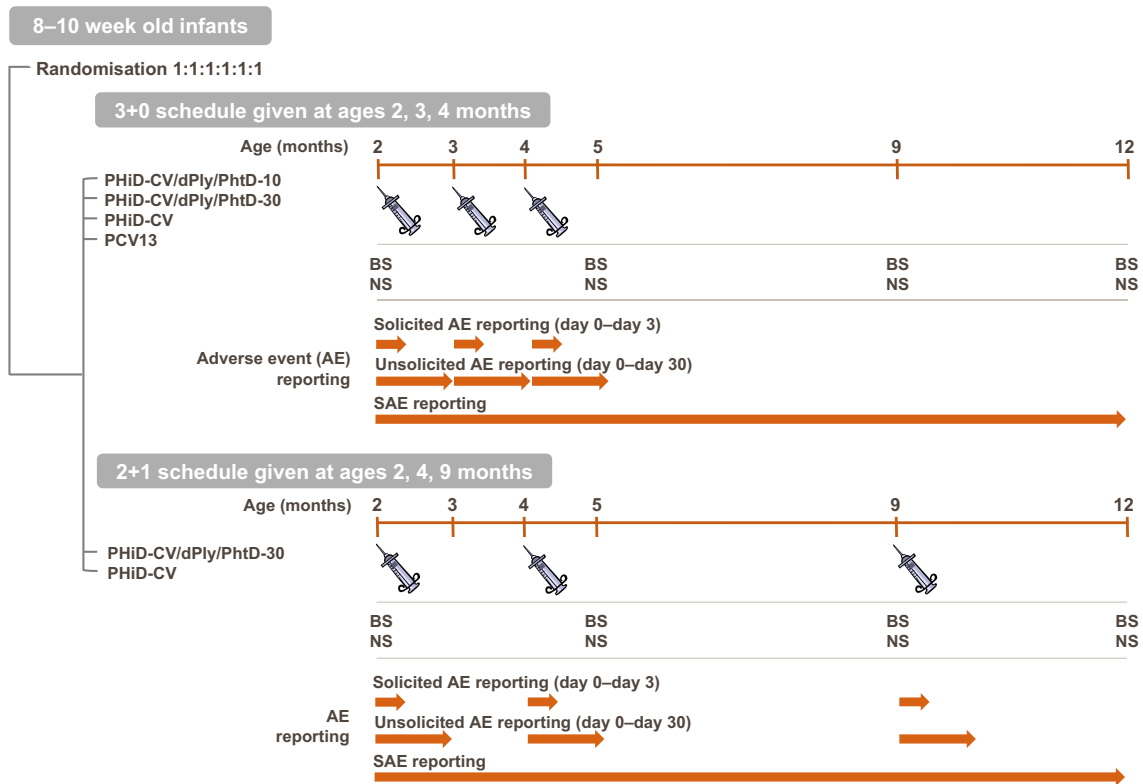 8–10 week old infants
Randomisation 1:1:1:1:1:1
3+0 schedule given at ages 2, 3, 4 months
Age (months) 2 3 4 5 9 12
PHiD-CV/dPly/PhtD-10
PHiD-CV/dPly/PhtD-30
PHiD-CV
PCV13
BS BS BS BS
NS NS NS NS
Solicited AE reporting (day 0–day 3)
Adverse event (AE)
reporting
Unsolicited AE reporting (day 0–day 30)
SAE reporting
2+1 schedule given at ages 2, 4, 9 months
Age (months) 2 3 4 5 9 12
PHiD-CV/dPly/PhtD-30
PHiD-CV
BS BS BS BS
NS NS NS NS
Solicited AE reporting (day 0–day 3)
AE
reporting
Unsolicited AE reporting (day 0–day 30)
SAE reporting